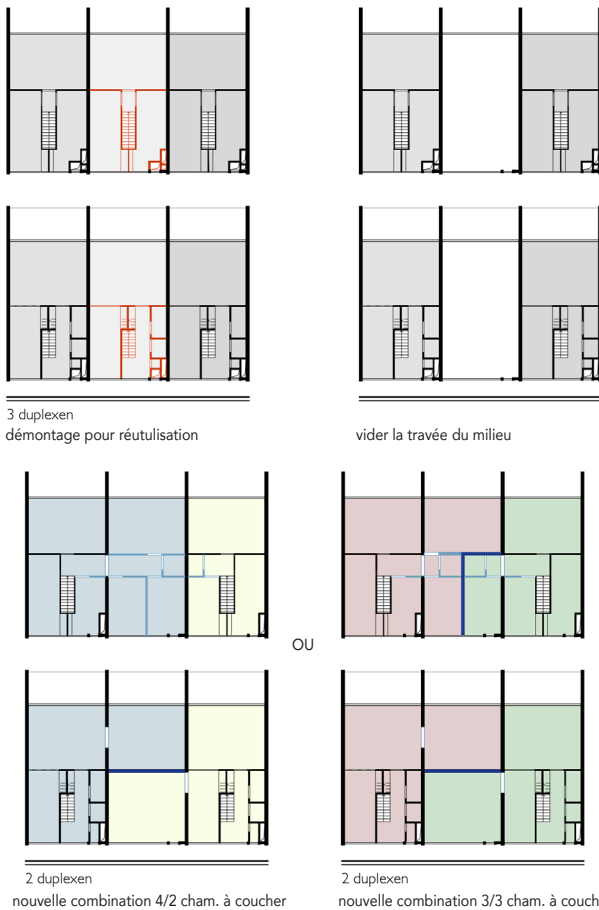 3 duplexen
démontage pour réutulisation
vider la travée du milieu
OU
2 duplexen
nouvelle combination 4/2 cham. à coucher
2 duplexen
nouvelle combination 3/3 cham. à couch